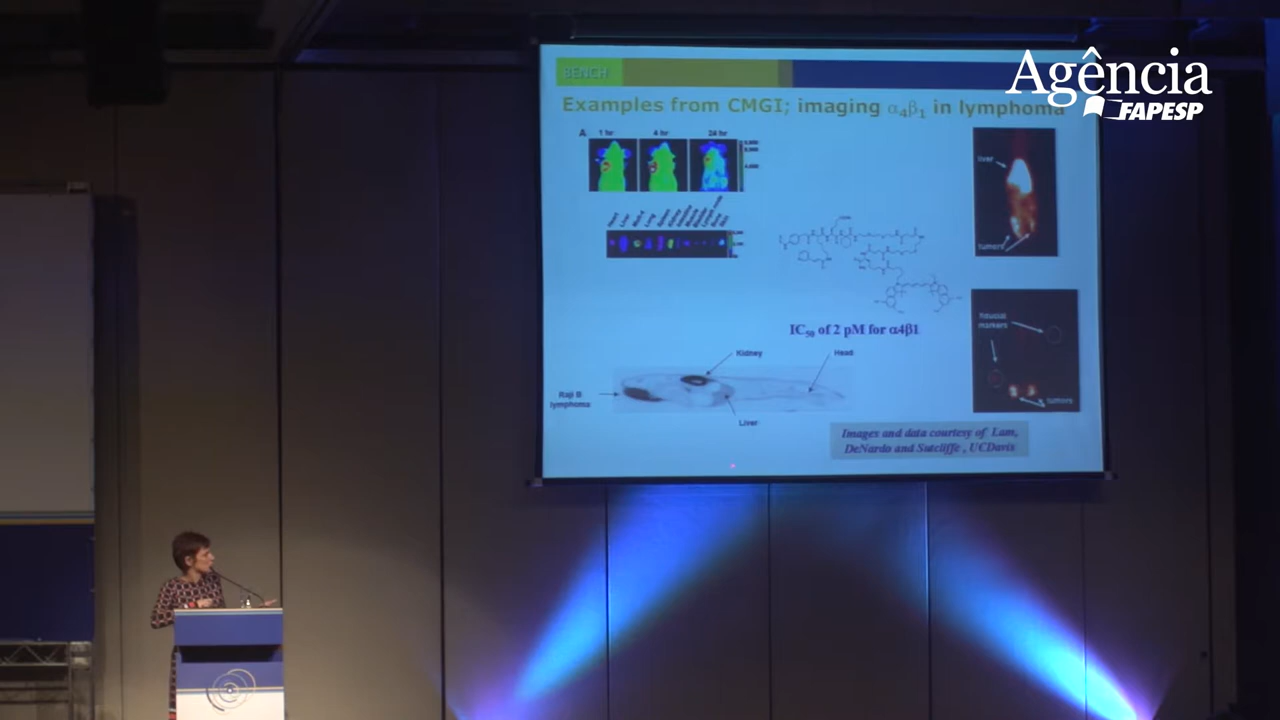 Agência
FAPESP
BENCH
Examples from CMGI; imaging α₄β₁ in lymphoma
A
1 hr
4 hr
24 hr
liver
tumors
IC₅₀ of 2 pM for α4β1
fiducial
markers
tumors
Kidney
Head
Raji B
lymphoma
Liver
Images and data courtesy of Lam,
DeNardo and Sutcliffe , UCDavis